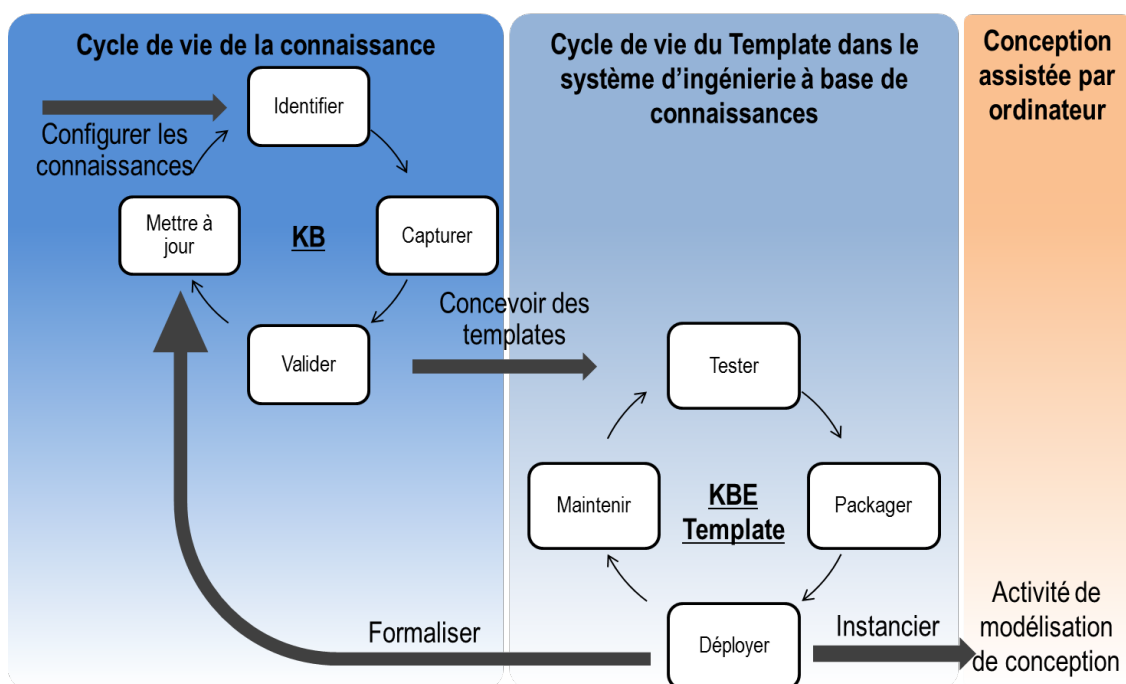 Cycle de vie de la connaissance
Identifier
Configurer les
connaissances
Mettre à
jour
KB
Capturer
Valider
Formaliser
Cycle de vie du Template dans le
système d’ingénierie à base de
connaissances
Concevoir des
templates
Tester
Maintenir
KBE
Template
Packager
Déployer
Instancier
Conception
assistée par
ordinateur
Activité de
modélisation
de conception